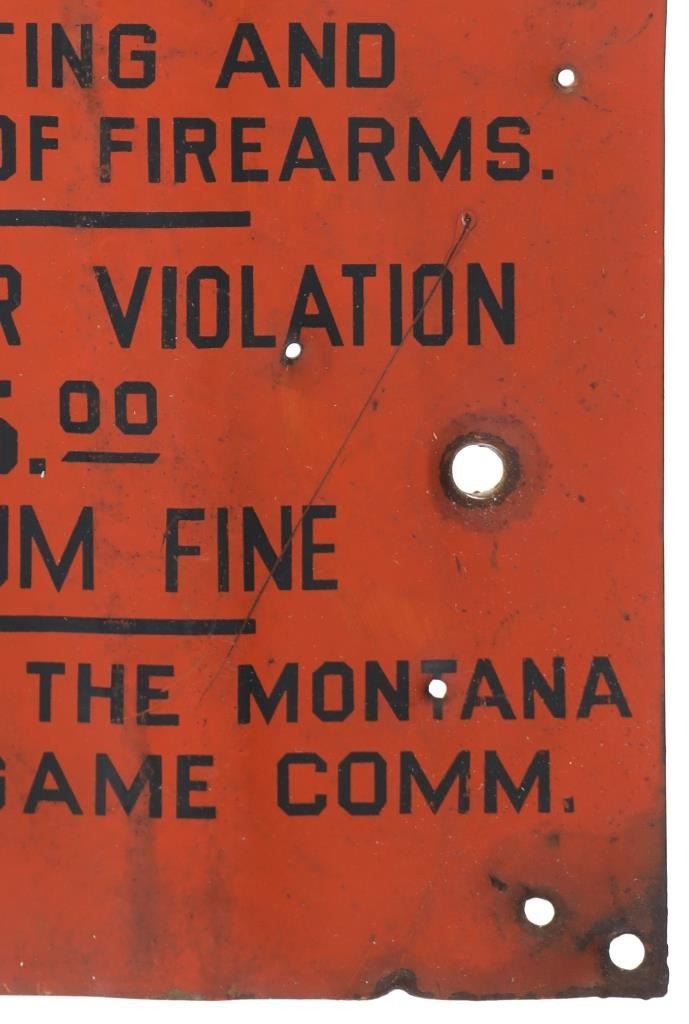 TING AND
OF FIREARMS.
R VIOLATION
5.00
UM FINE
THE MONTANA
GAME COMM.